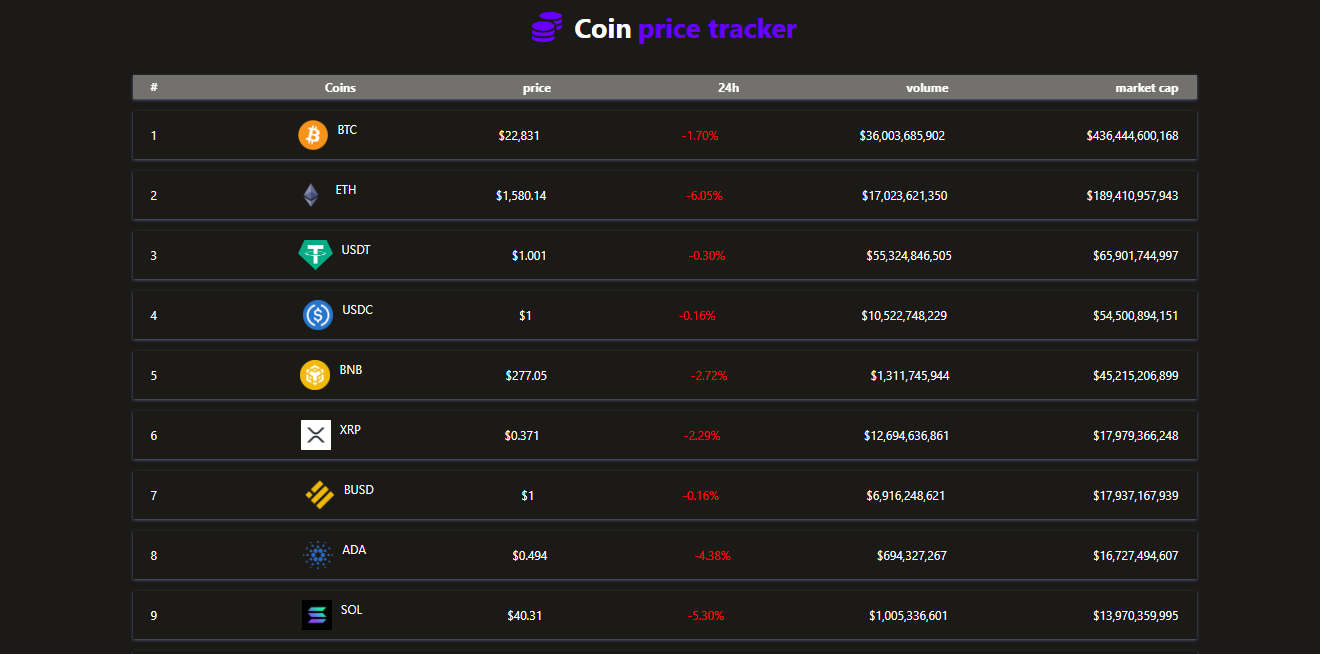 Coin price tracker
# Coins price 24h volume market cap
1 BTC $22,831 -1.70% $36,003,685,902 $436,444,600,168
2 ETH $1,580.14 -6.05% $17,023,621,350 $189,410,957,943
3 USDT $1.001 -0.30% $55,324,846,505 $65,901,744,997
4 USDC $1 -0.16% $10,522,748,229 $54,500,894,151
5 BNB $277.05 -2.72% $1,311,745,944 $45,215,206,899
6 XRP $0.371 -2.29% $12,694,636,861 $17,979,366,248
7 BUSD $1 -0.16% $6,916,248,621 $17,937,167,939
8 ADA $0.494 -4.38% $694,327,267 $16,727,494,607
9 SOL $40.31 -5.30% $1,005,336,601 $13,970,359,995